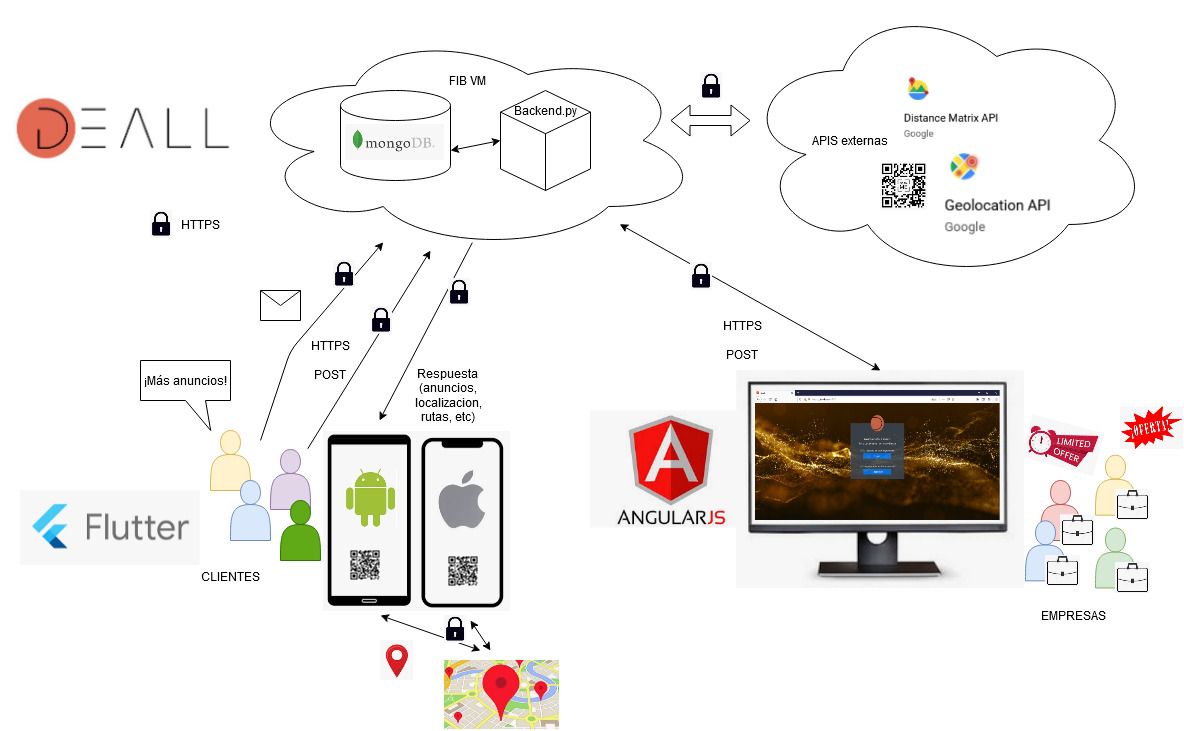 DEALL
FIB VM
mongoDB.
Backend.py
APIS externas
Distance Matrix API
Google
Geolocation API
Google
HTTPS
HTTPS
POST
¡Más anuncios!
Respuesta
(anuncios,
localizacion,
rutas, etc)
HTTPS
POST
Flutter
CLIENTES
ANGULARJS
LIMITED
OFFER
¡OFERTA!
EMPRESAS